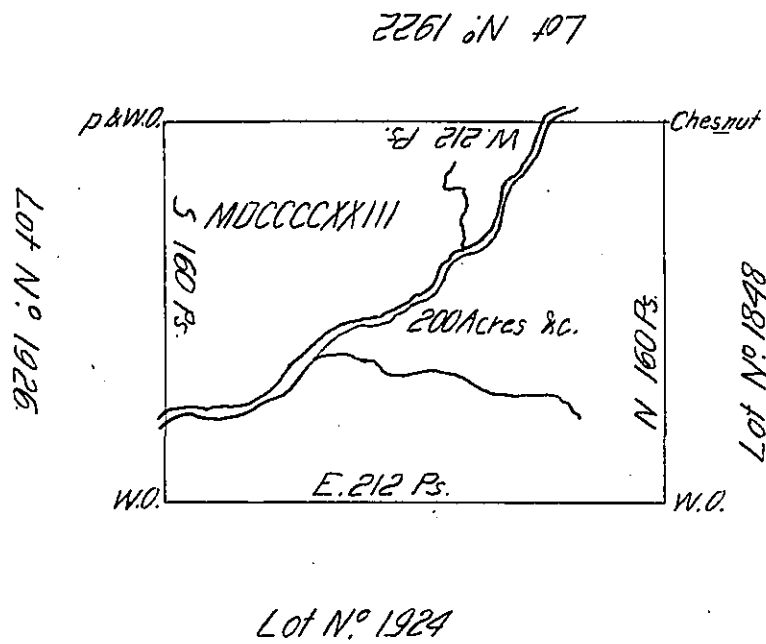 Lot No. 1922
P & W.O.
Chesnut
W. 212 Ps.
MDCCCCXXIII
S 160 Ps.
Lot No. 1926
200 Acres &c.
N 160 Ps.
Lot No. 1848
E. 212 Ps.
W.O.
W.O.
Lot No. 1924